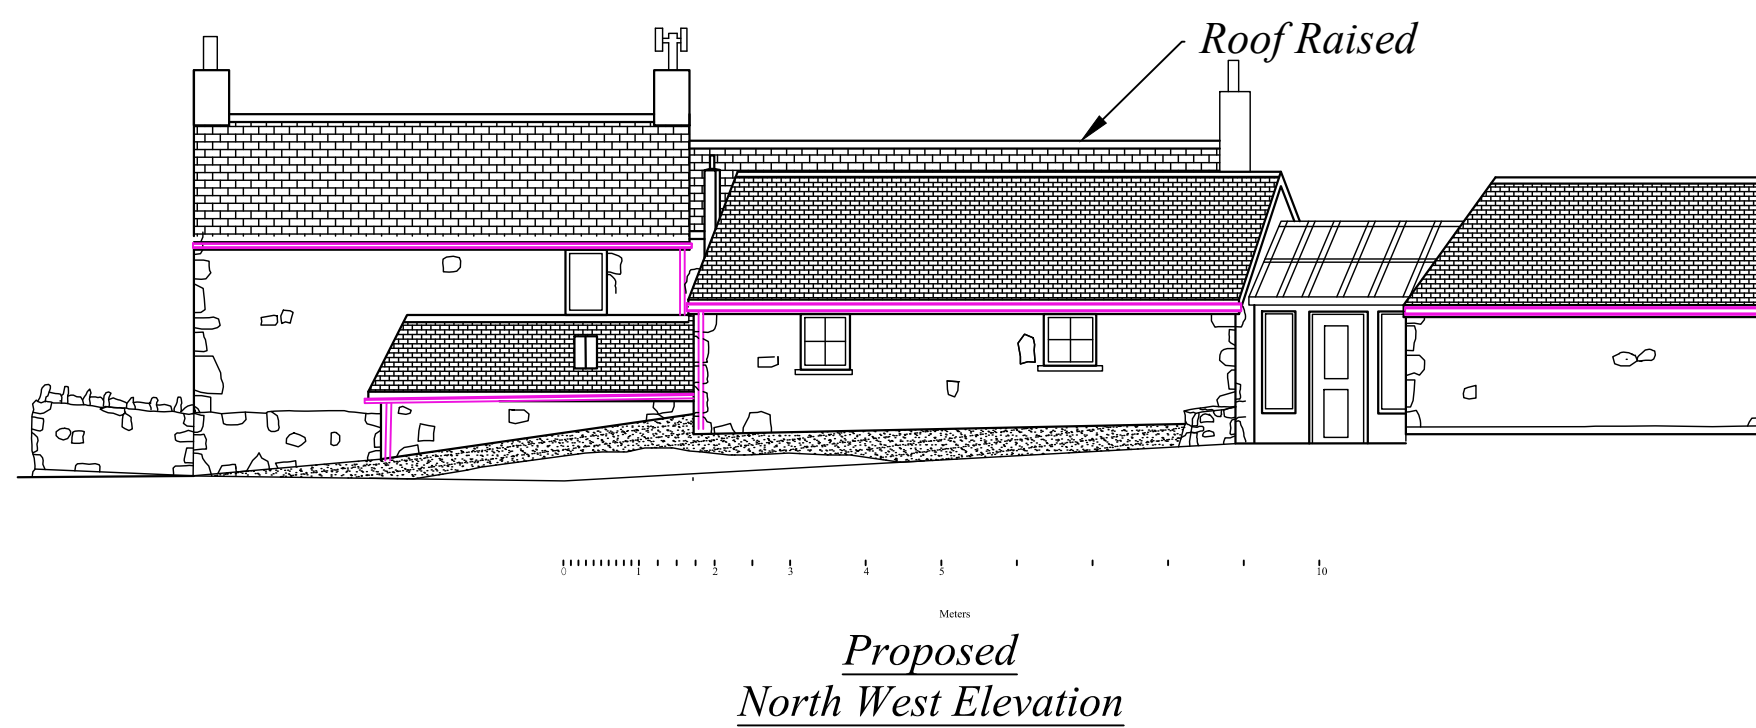 Roof Raised
0 1 2 3 4 5 10
Meters
Proposed
North West Elevation